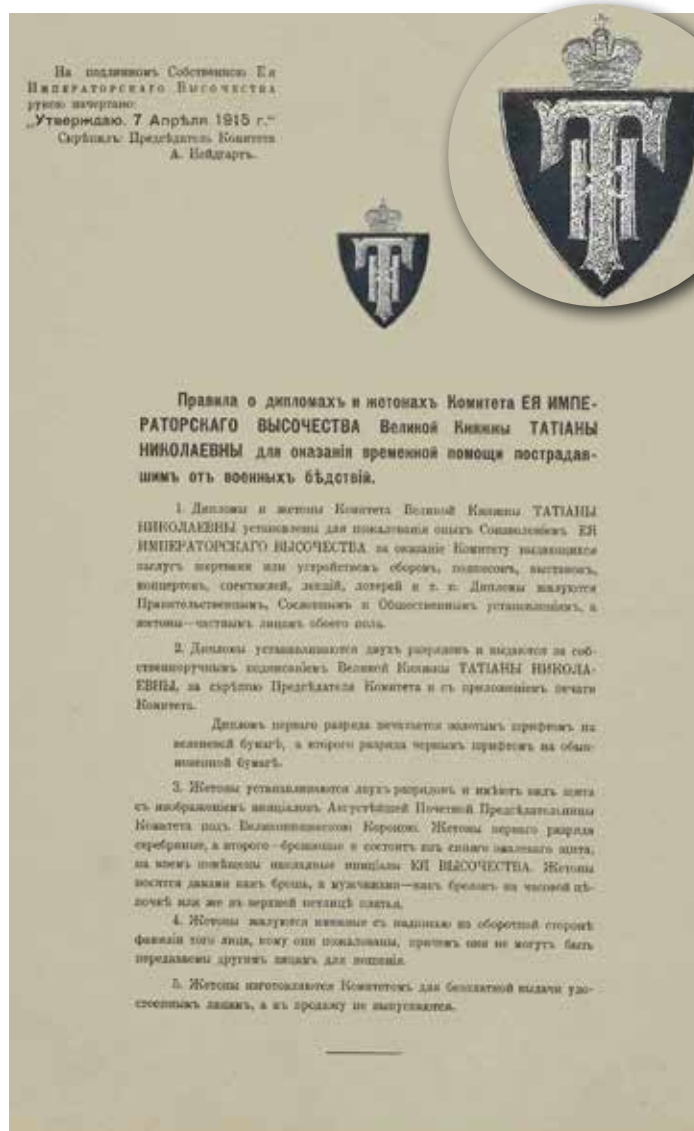 На подлинномъ Собственною Ея
Императорскаго Высочества
рукою начертано:
„Утверждаю. 7 Апрѣля 1915 г.“
Скрѣпилъ: Предсѣдатель Комитета
А. Нейдгартъ.
ТН
ТН
Правила о дипломахъ и жетонахъ Комитета ЕЯ ИМПЕ-
РАТОРСКАГО ВЫСОЧЕСТВА Великой Княжны ТАТІАНЫ
НИКОЛАЕВНЫ для оказанія временной помощи пострадав-
шимъ отъ военныхъ бѣдствій.
1. Дипломы и жетоны Комитета Великой Княжны ТАТІАНЫ
НИКОЛАЕВНЫ установлены для пожалованія оныхъ Соизволеніемъ ЕЯ
ИМПЕРАТОРСКАГО ВЫСОЧЕСТВА за оказаніе Комитету выдающихся
заслугъ жертвами или устройствомъ сборовъ, подписокъ, выставокъ,
концертовъ, спектаклей, лекцій, лотерей и т. п. Дипломы жалуются
Правительственнымъ, Сословнымъ и Общественнымъ установленіямъ, а
жетоны—частнымъ лицамъ обоего пола.
2. Дипломы устанавливаются двухъ разрядовъ и выдаются за соб-
ственноручнымъ подписаніемъ Великой Княжны ТАТІАНЫ НИКОЛА-
ЕВНЫ, за скрѣпою Предсѣдателя Комитета и съ приложеніемъ печати
Комитета.
Дипломъ перваго разряда печатается золотымъ шрифтомъ на
веленевой бумагѣ, а второго разряда чернымъ шрифтомъ на обык-
новенной бумагѣ.
3. Жетоны устанавливаются двухъ разрядовъ и имѣютъ видъ щита
съ изображеніемъ иниціаловъ Августѣйшей Почетной Предсѣдательницы
Комитета подъ Великокняжескою Короною. Жетоны перваго разряда
серебряные, а второго—бронзовые и состоятъ изъ синяго эмалеваго щита,
на коемъ помѣщены накладные иниціалы ЕЯ ВЫСОЧЕСТВА. Жетоны
носятся дамами какъ брошь, а мужчинами—какъ брелокъ на часовой цѣ-
почкѣ или же въ верхней петлицѣ платья.
4. Жетоны жалуются именные съ надписью на оборотной сторонѣ
фамиліи того лица, кому они пожалованы, причемъ они не могутъ быть
передаваемы другимъ лицамъ для ношенія.
5. Жетоны изготовляются Комитетомъ для безплатной выдачи удо-
стоеннымъ лицамъ, а въ продажу не выпускаются.